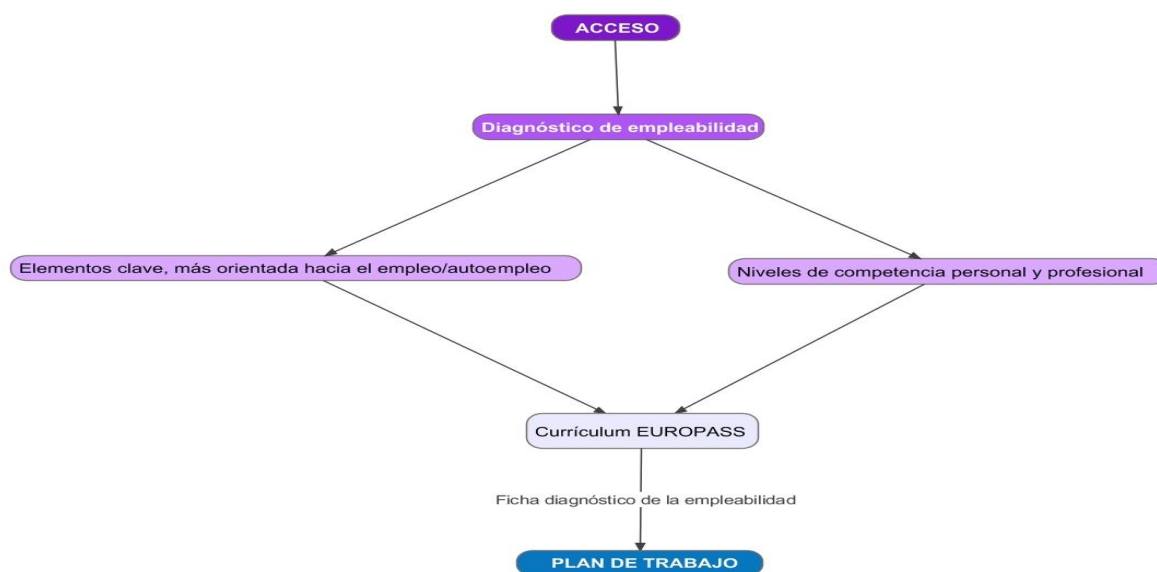 ACCESO
Diagnóstico de empleabilidad
Elementos clave, más orientada hacia el empleo/autoempleo
Niveles de competencia personal y profesional
Currículum EUROPASS
Ficha diagnóstico de la empleabilidad
PLAN DE TRABAJO